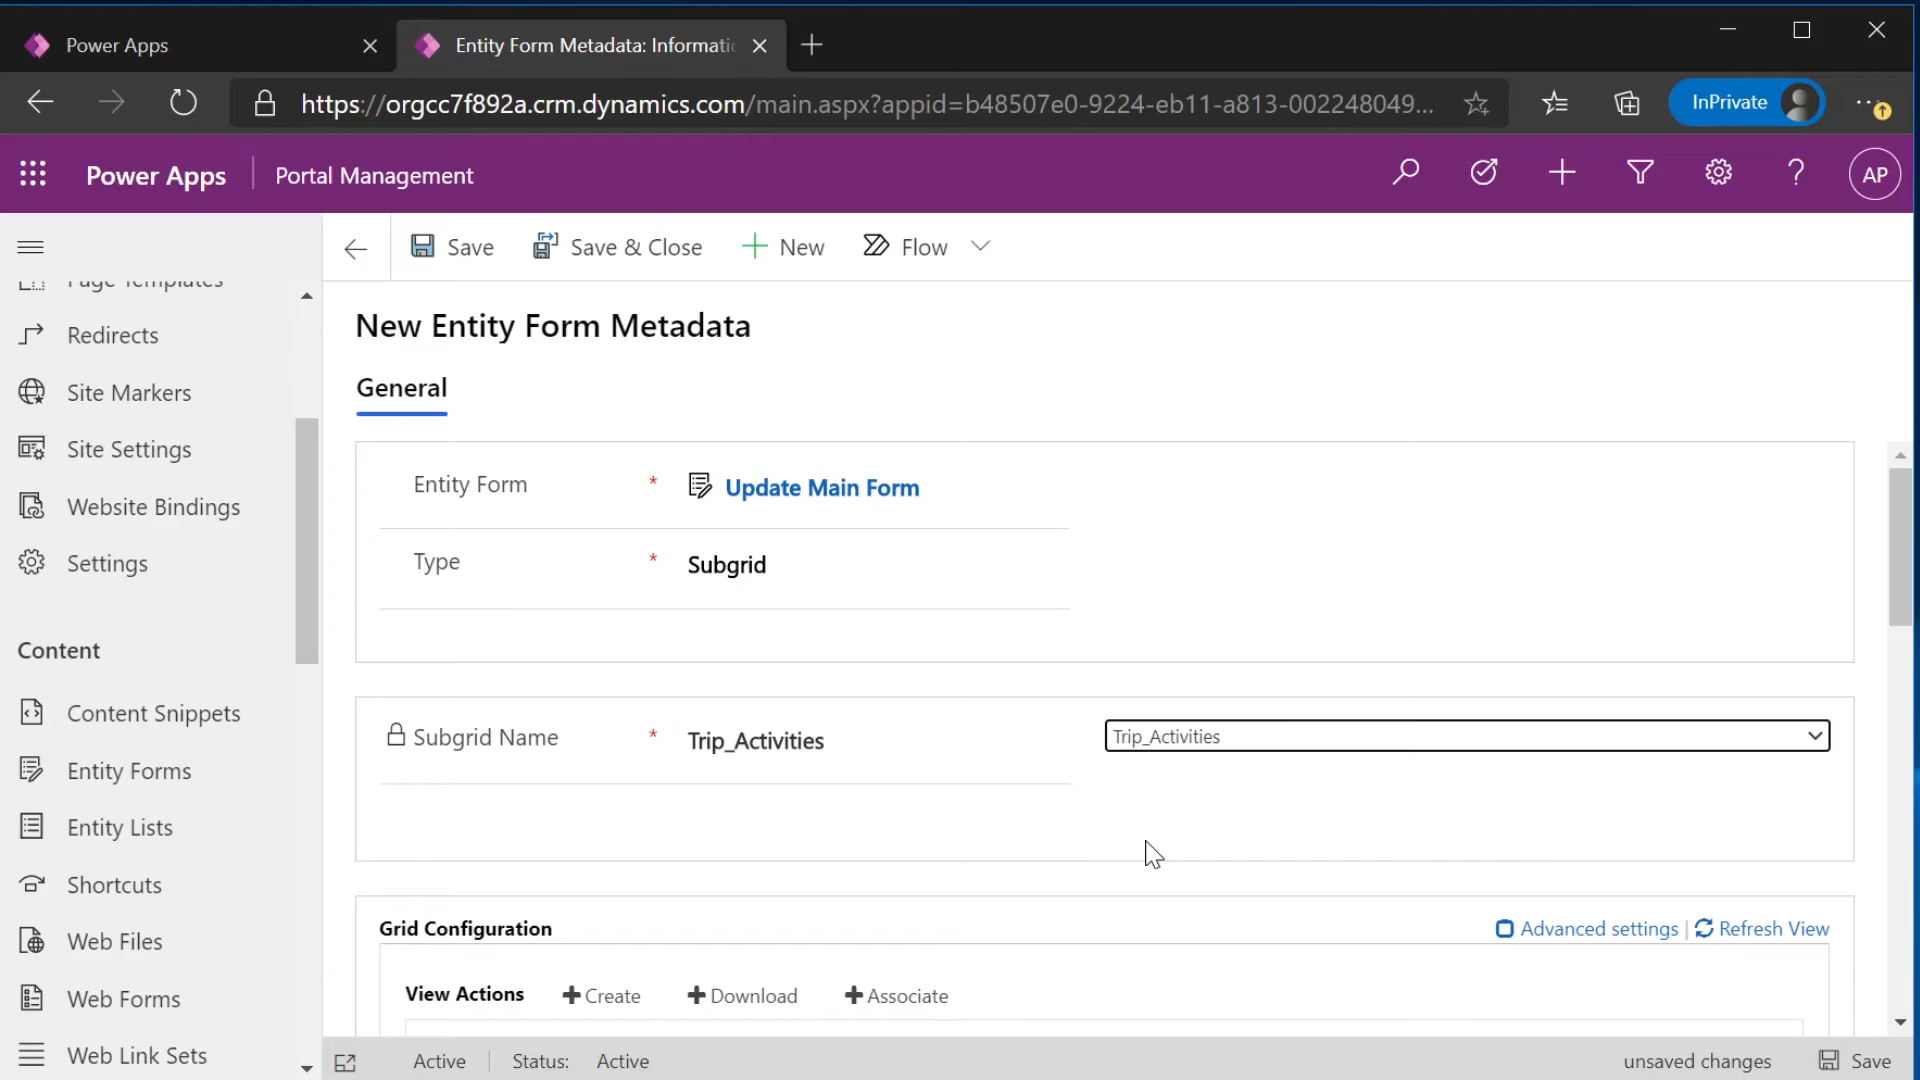 Power Apps
Entity Form Metadata: Informati
https://orgcc7f892a.crm.dynamics.com/main.aspx?appid=b48507e0-9224-eb11-a813-002248049...
InPrivate
Power Apps
Portal Management
AP
Save
Save & Close
New
Flow
Page Templates
Redirects
Site Markers
Site Settings
Website Bindings
Settings
Content
Content Snippets
Entity Forms
Entity Lists
Shortcuts
Web Files
Web Forms
Web Link Sets
New Entity Form Metadata
General
Entity Form * Update Main Form
Type * Subgrid
Subgrid Name * Trip_Activities
Trip_Activities
Grid Configuration
Advanced settings | Refresh View
View Actions
Create
Download
Associate
Active
Status: Active
unsaved changes
Save